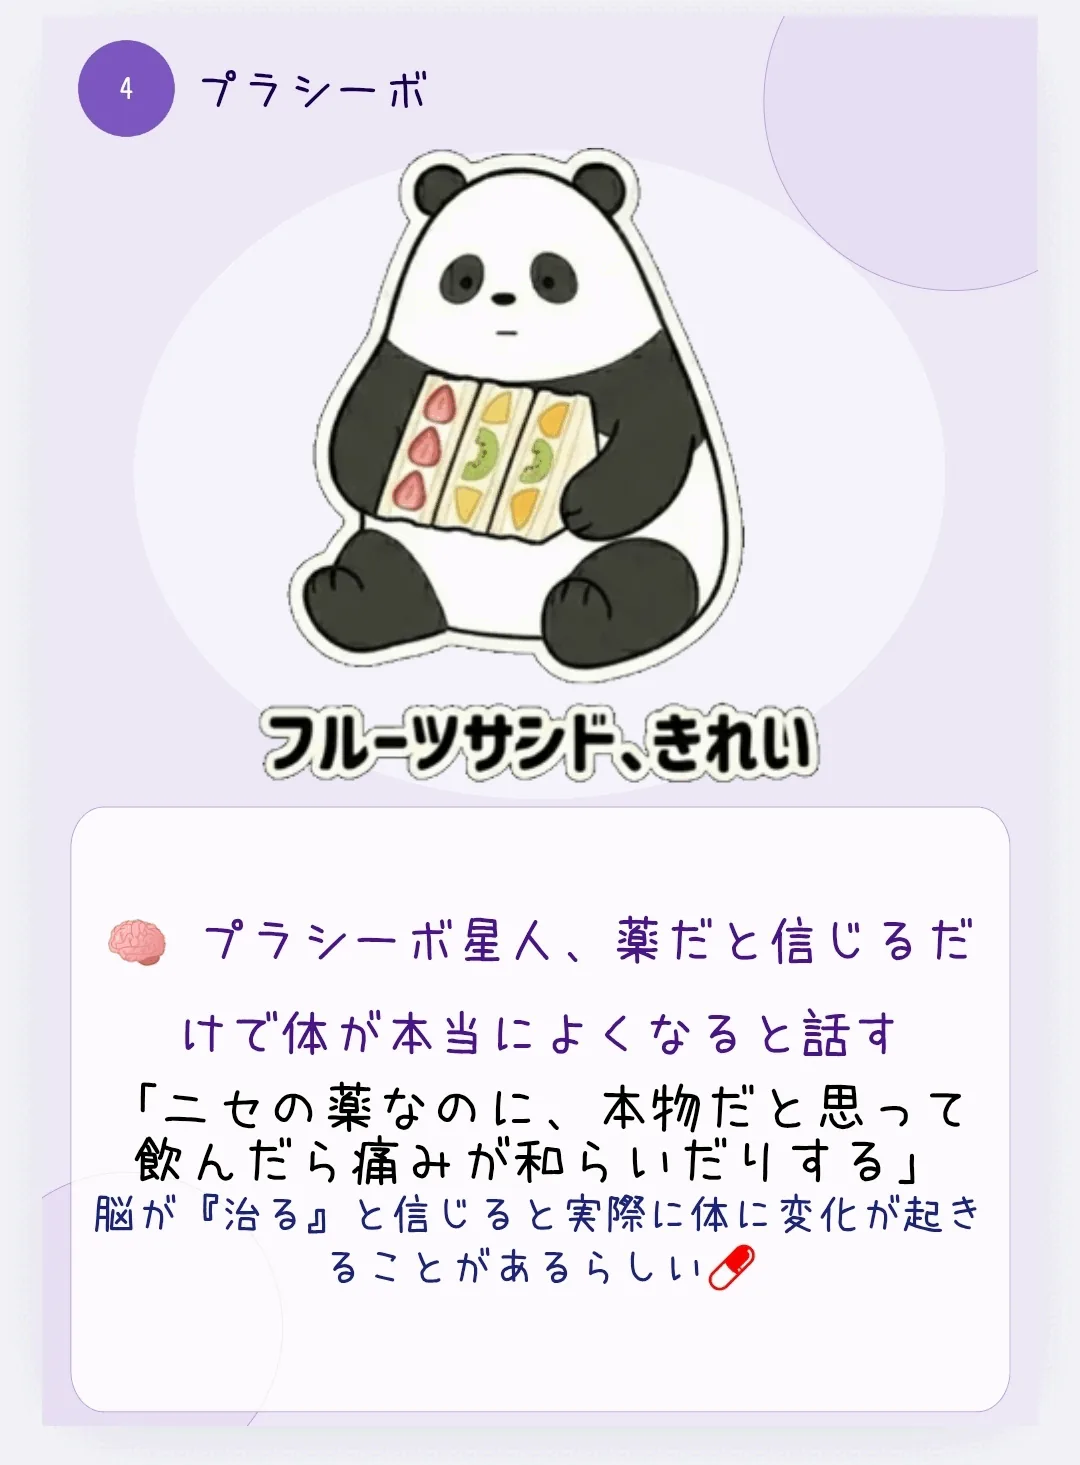 4
プラシーボ
フルーツサンド、きれい
🧠 プラシーボ星人、薬だと信じるだ
けで体が本当によくなると話す
「ニセの薬なのに、本物だと思って
飲んだら痛みが和らいだりする」
脳が『治る』と信じると実際に体に変化が起き
ることがあるらしい💊